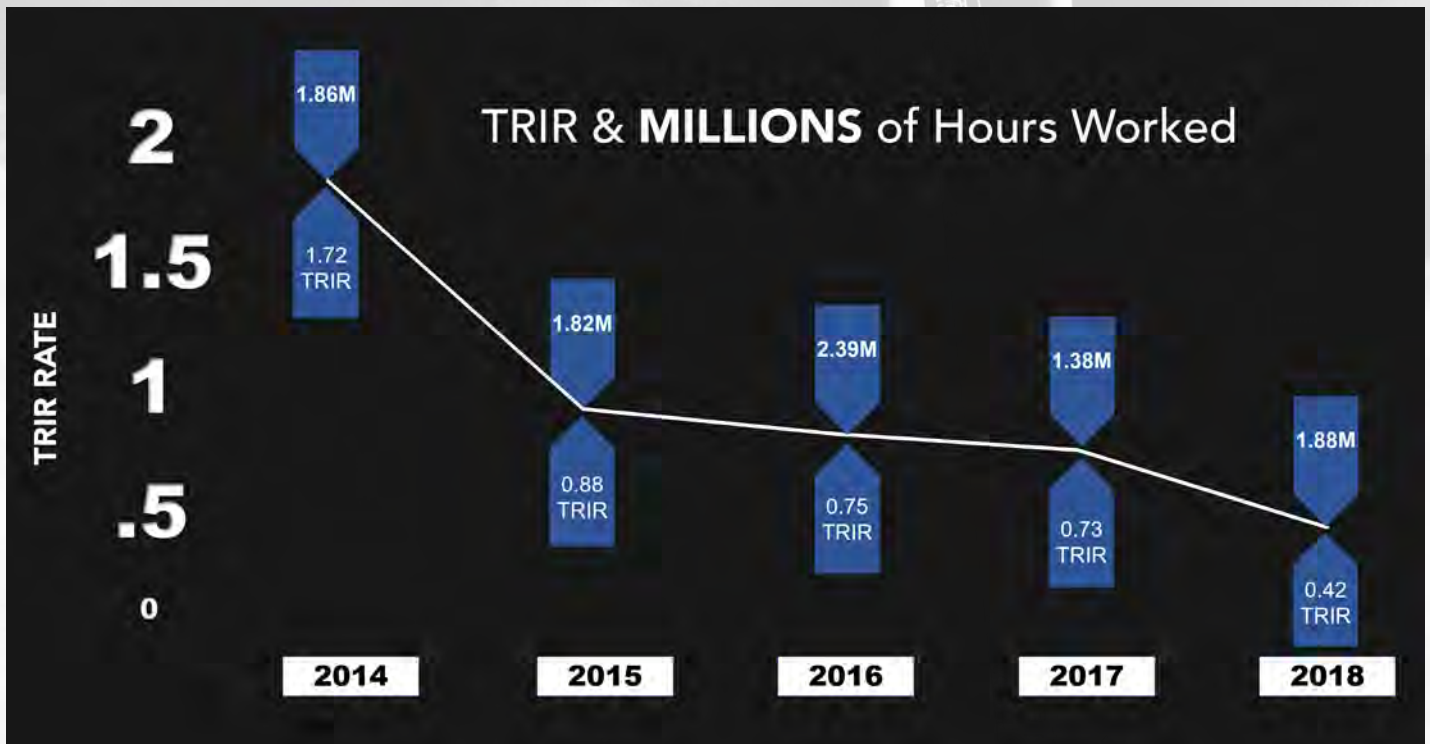 TRIR & MILLIONS of Hours Worked
TRIR RATE
2
1.5
1
.5
0
1.86M
1.72
TRIR
1.82M
0.88
TRIR
2.39M
0.75
TRIR
1.38M
0.73
TRIR
1.88M
0.42
TRIR
2014
2015
2016
2017
2018